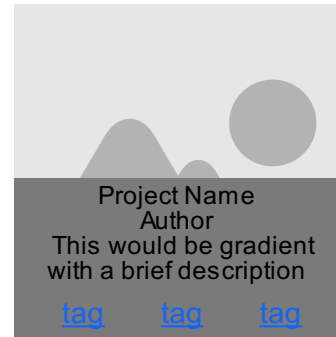 Project Name
Author
This would be gradient
with a brief description
tag tag tag